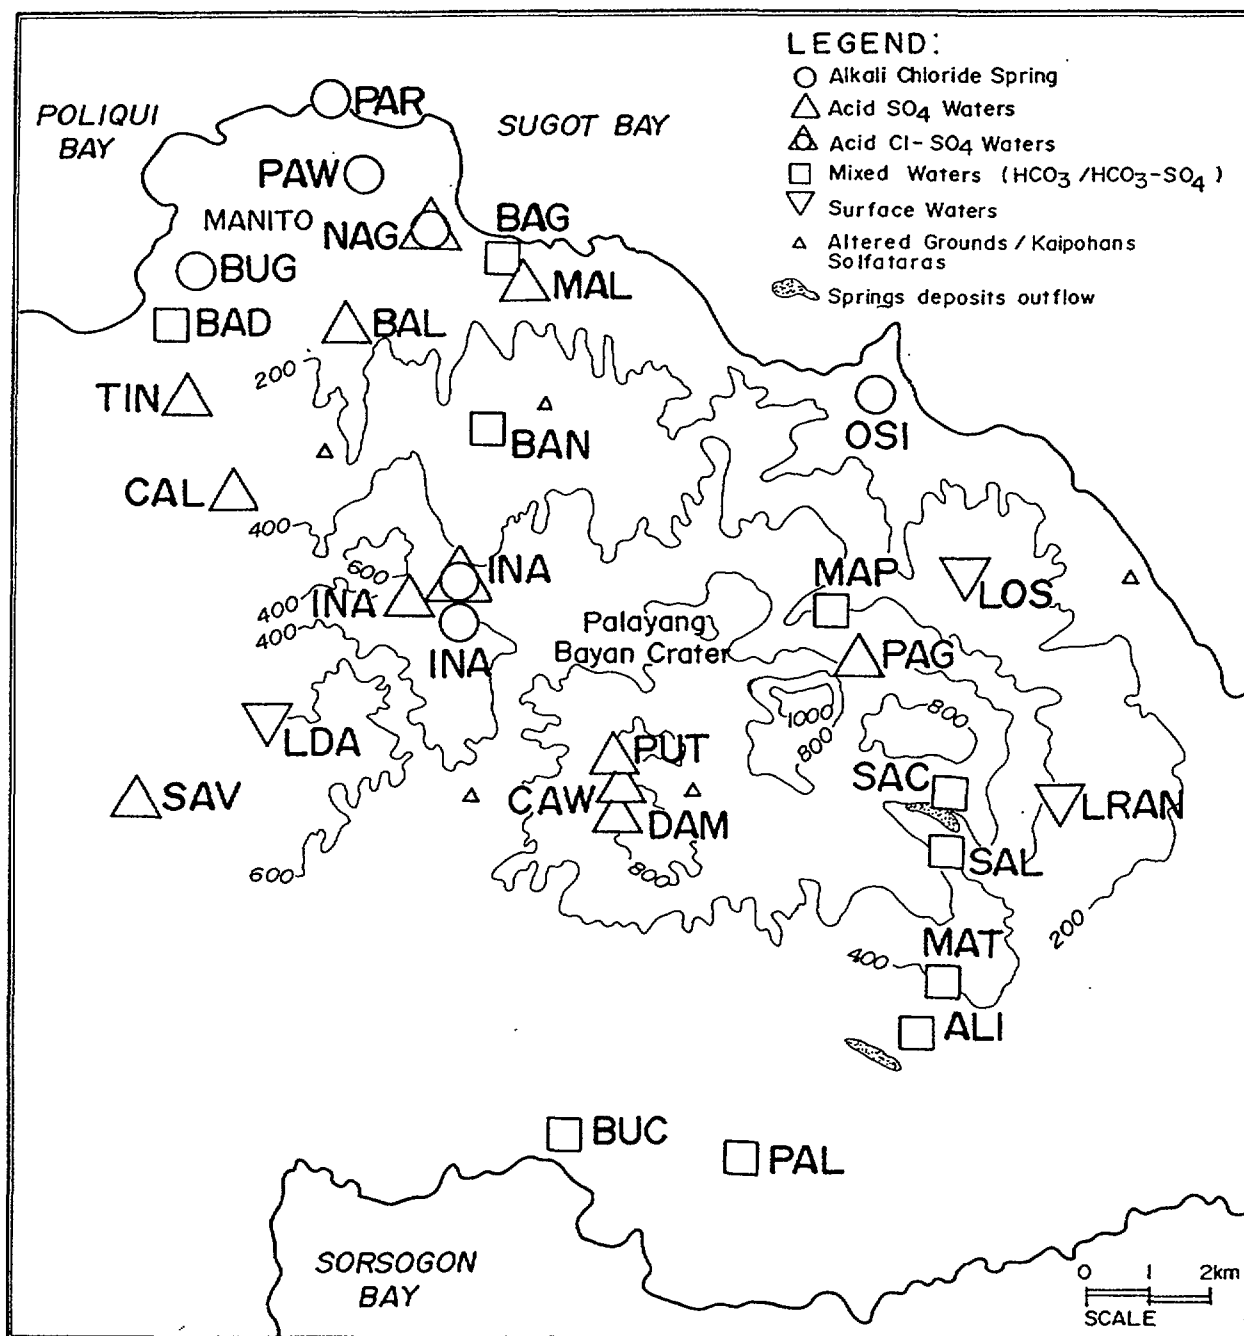 LEGEND:
Alkali Chloride Spring
Acid SO4 Waters
Acid Cl-SO4 Waters
Mixed Waters (HCO3/HCO3-SO4)
Surface Waters
Altered Grounds/Kaipohans
Solfataras
Springs deposits outflow
POLIQUI
BAY
PAR
SUGOT BAY
PAW
MANITO
NAG
BAG
BUG
MAL
BAD
BAL
200
TIN
BAN
OSI
CAL
400
600
INA
MAP
LOS
400
INA
400
Palayang
Bayan Crater
INA
PAG
1000
800
800
LDA
PUT
SAC
SAV
CAW
LRAN
DAM
SAL
600
800
200
MAT
400
ALI
BUC
PAL
SORSOGON
BAY
0 1 2km
SCALE